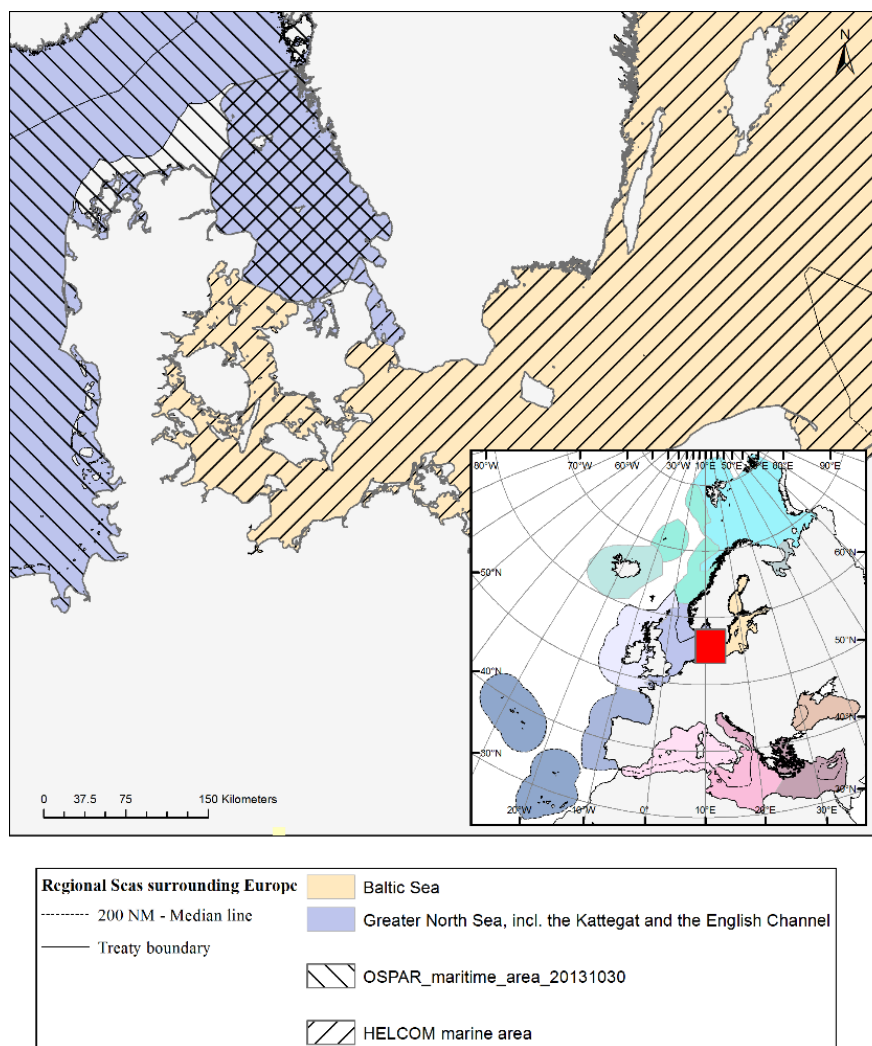 N
80°W 70°W 60°W 30°W 10°E 50°E 60°E 80°E 90°E
60°N
50°N
50°N
40°N
40°N
30°N
30°N
20°W 10°W 0° 10°E 20°E 30°E
0 37.5 75 150 Kilometers
Regional Seas surrounding Europe
200 NM - Median line
Treaty boundary
Baltic Sea
Greater North Sea, incl. the Kattegat and the English Channel
OSPAR_maritime_area_20131030
HELCOM marine area